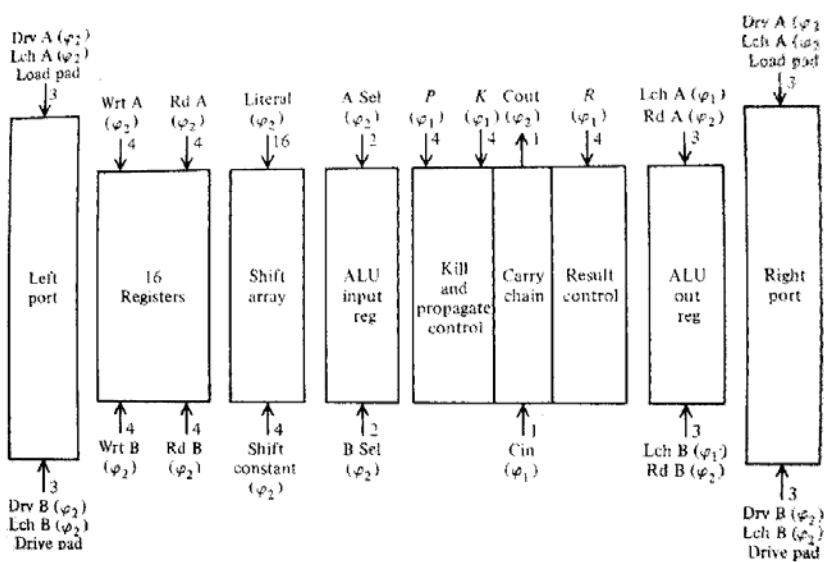 Drv A (φ₂)
Lch A (φ₂)
Load pad
3
Left
port
3
Drv B (φ₂)
Lch B (φ₂)
Drive pad
Wrt A
(φ₂)
4
Rd A
(φ₂)
4
16
Registers
4
Wrt B
(φ₂)
4
Rd B
(φ₂)
Literal
(φ₂)
16
Shift
array
4
Shift
constant
(φ₂)
A Sel
(φ₂)
2
ALU
input
reg
2
B Sel
(φ₂)
P
(φ₁)
4
K
(φ₁)
4
Kill
and
propagate
control
Cout
(φ₂)
1
Carry
chain
1
Cin
(φ₁)
R
(φ₁)
4
Result
control
Lch A (φ₁)
Rd A (φ₂)
3
ALU
out
reg
3
Lch B (φ₁)
Rd B (φ₂)
Drv A (φ₂
Lch A (φ₂
Load pad
3
Right
port
3
Drv B (φ₂)
Lch B (φ₂)
Drive pad